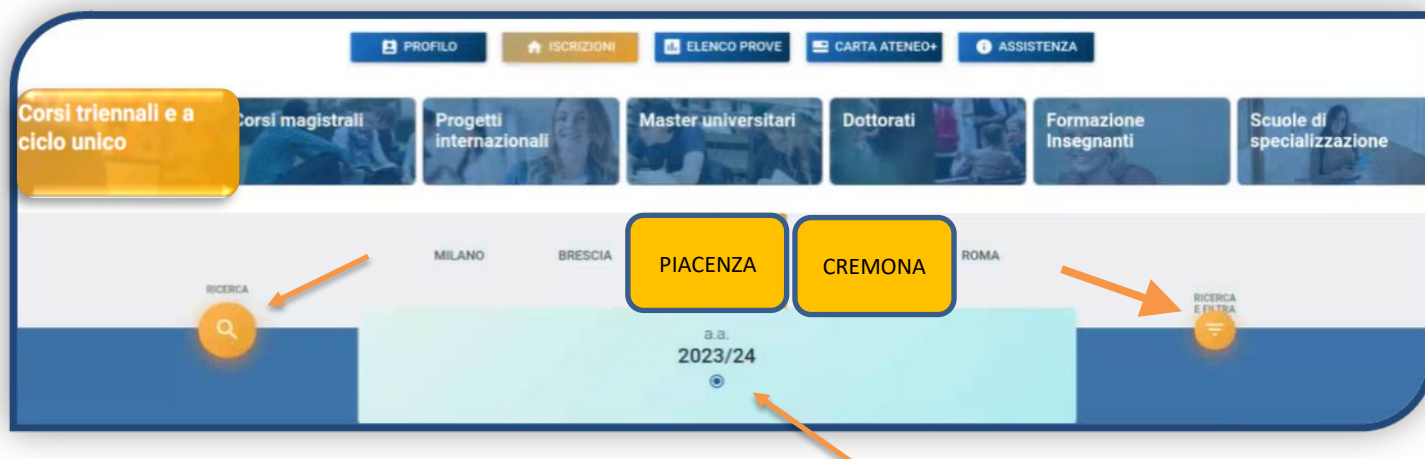 PROFILO
ISCRIZIONI
ELENCO PROVE
CARTA ATENEO+
ASSISTENZA
Corsi triennali e a
ciclo unico
Corsi magistrali
Progetti
internazionali
Master universitari
Dottorati
Formazione
Insegnanti
Scuole di
specializzazione
MILANO
BRESCIA
PIACENZA
CREMONA
ROMA
RICERCA
RICERCA
E FILTRA
a.a.
2023/24